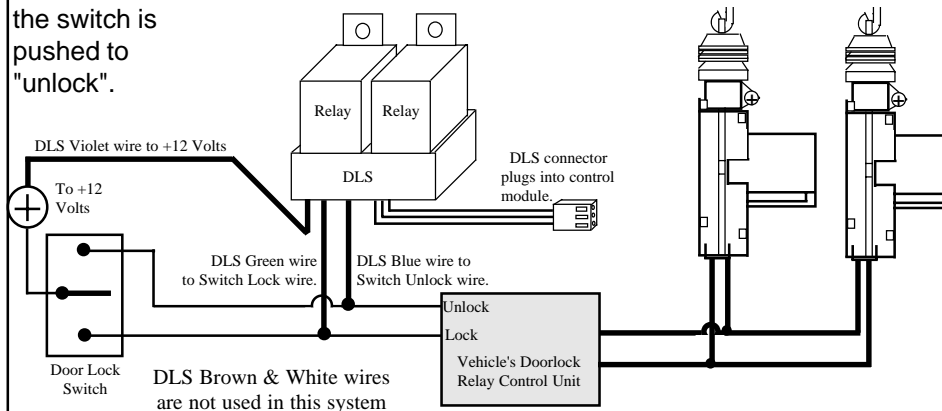 the switch is
pushed to
"unlock".
Relay
Relay
DLS Violet wire to +12 Volts
DLS
DLS connector
plugs into control
module.
To +12
Volts
DLS Green wire
to Switch Lock wire.
DLS Blue wire to
Switch Unlock wire.
Unlock
Lock
Vehicle's Doorlock
Relay Control Unit
Door Lock
Switch
DLS Brown & White wires
are not used in this system